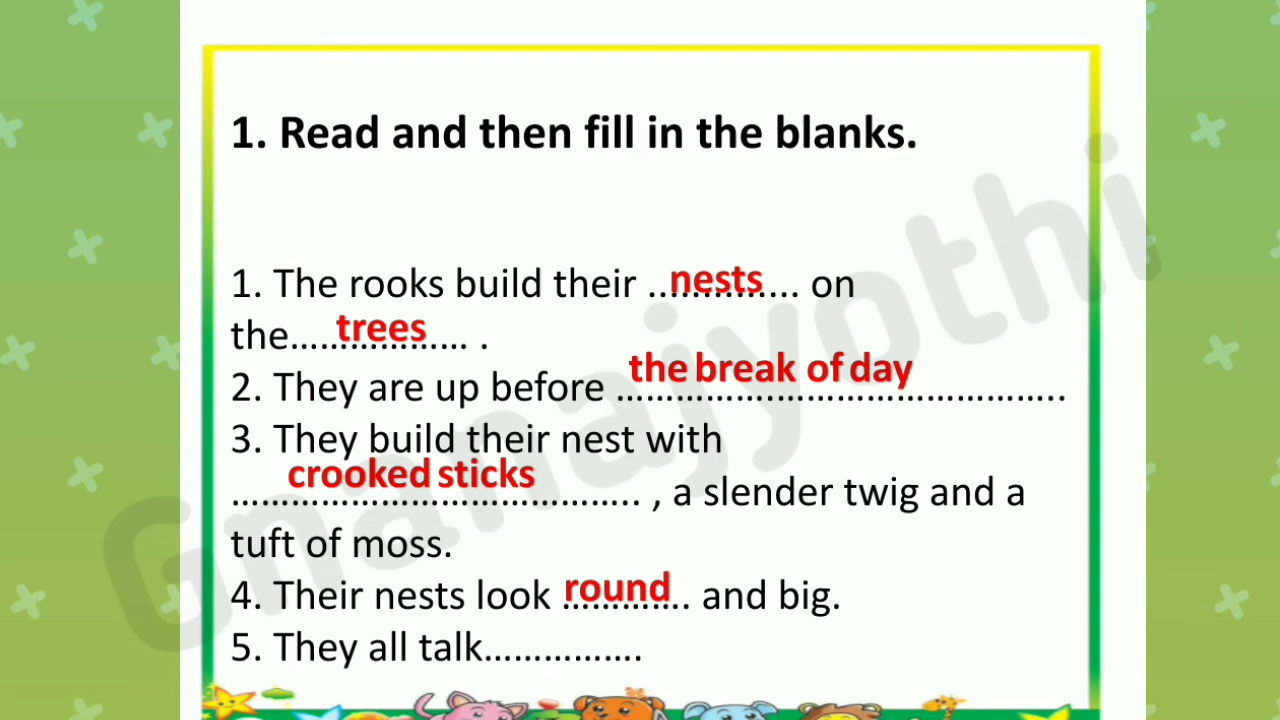 1. Read and then fill in the blanks.
1. The rooks build their ..nests... on
the......trees......... .
2. They are up before the break of day
3. They build their nest with
crooked sticks , a slender twig and a
tuft of moss.
4. Their nests look round. and big.
5. They all talk................
Gnanajyothi